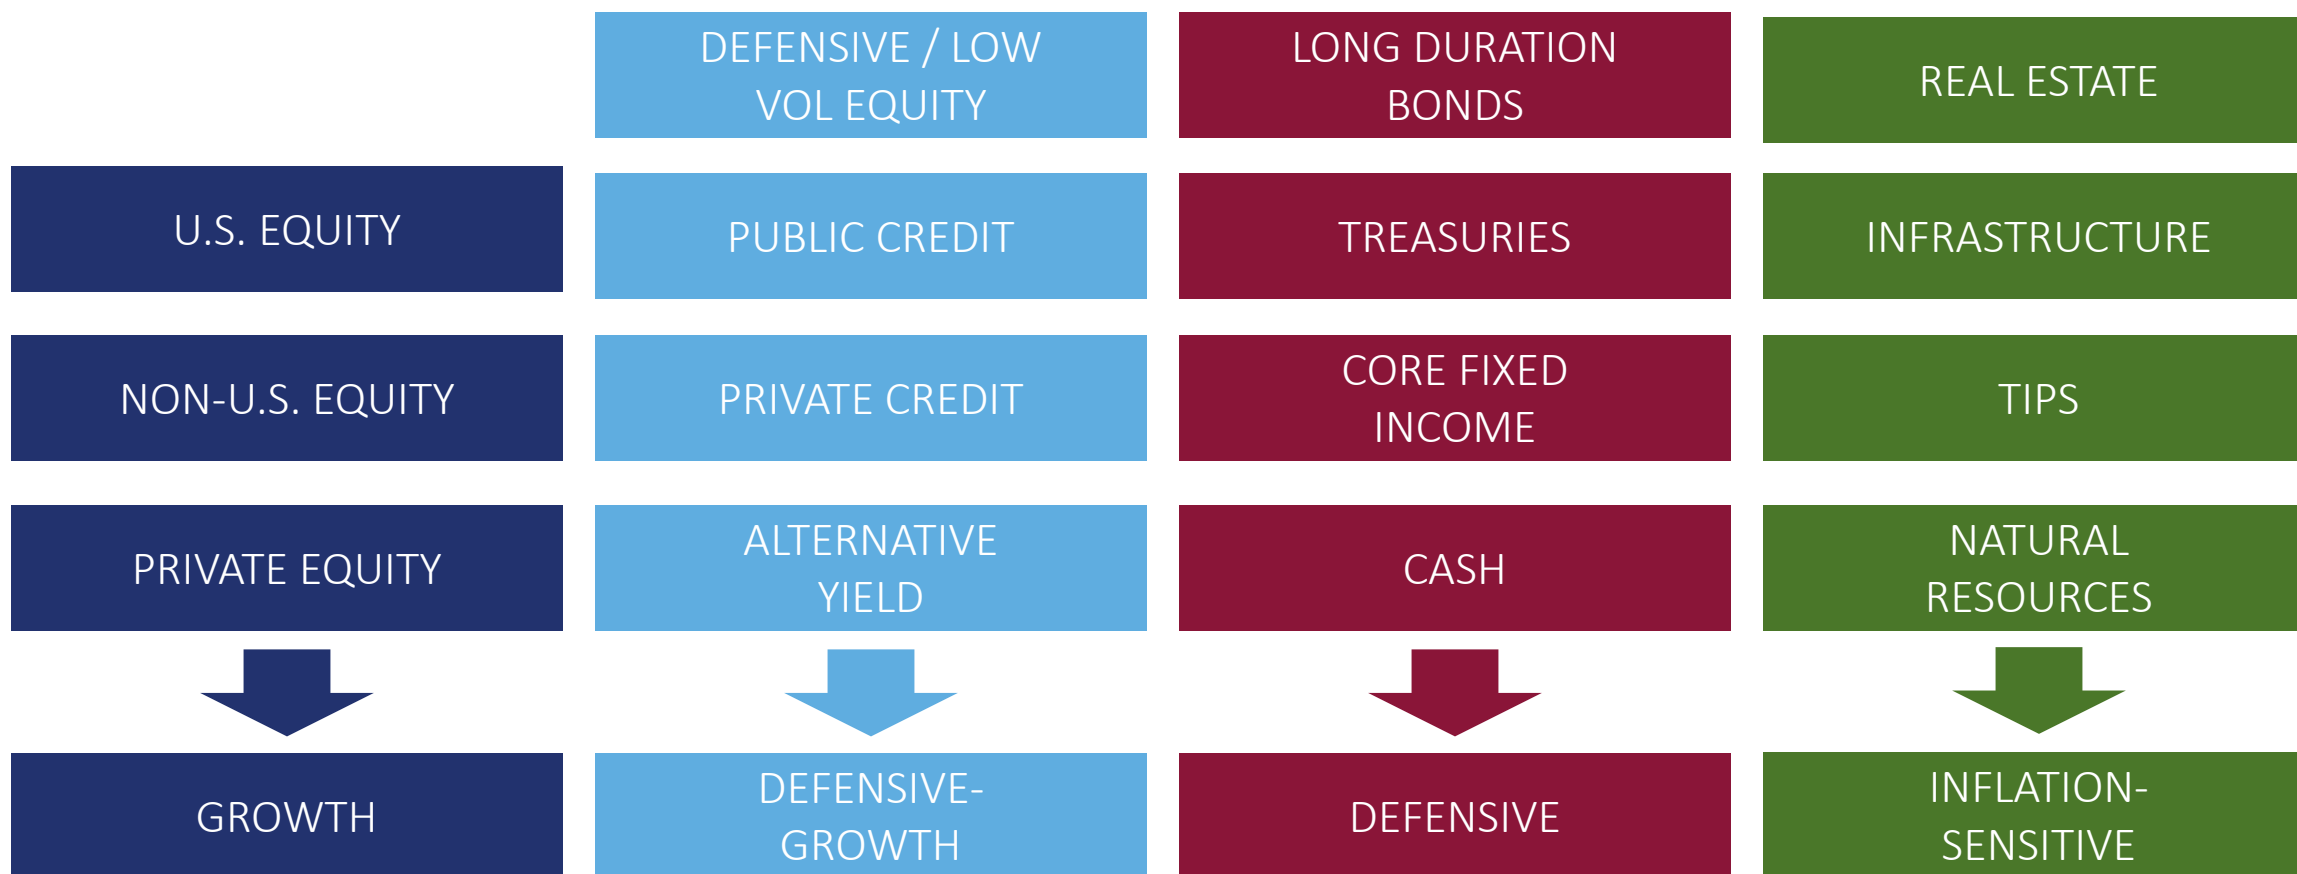 DEFENSIVE / LOW
VOL EQUITY
LONG DURATION
BONDS
REAL ESTATE
U.S. EQUITY
PUBLIC CREDIT
TREASURIES
INFRASTRUCTURE
NON-U.S. EQUITY
PRIVATE CREDIT
CORE FIXED
INCOME
TIPS
PRIVATE EQUITY
ALTERNATIVE
YIELD
CASH
NATURAL
RESOURCES
GROWTH
DEFENSIVE-
GROWTH
DEFENSIVE
INFLATION-
SENSITIVE